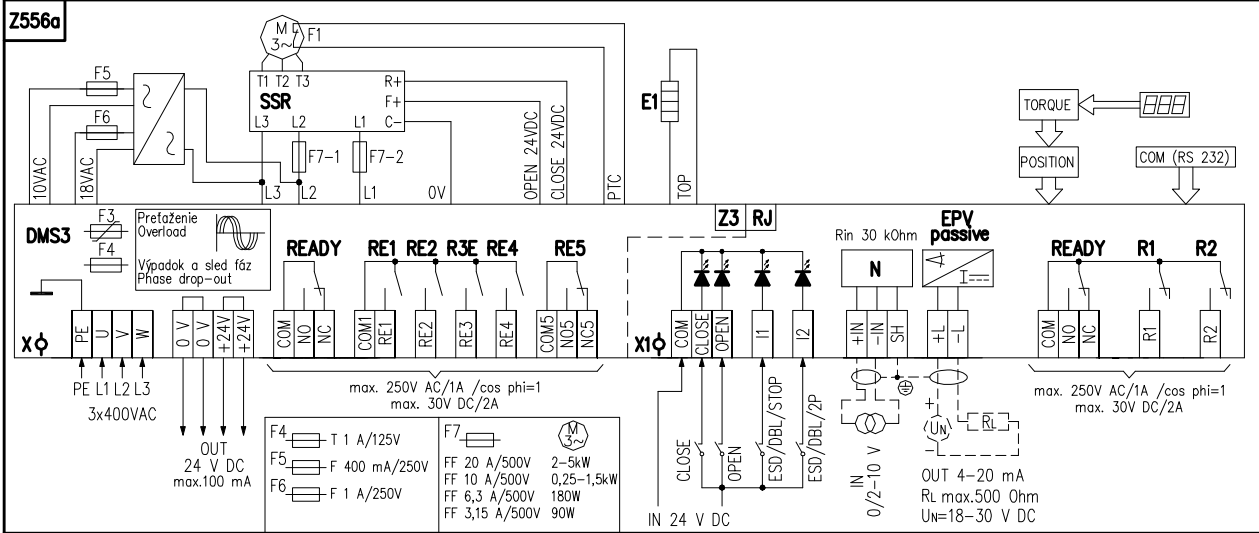 Z556a
M
3~
F1
F5
T1 T2 T3
R+
SSR
F+
E1
F6
C-
L3 L2 L1
TORQUE
10VAC
18VAC
F7-1
F7-2
OPEN 24VDC
CLOSE 24VDC
PTC
TOP
POSITION
COM (RS 232)
L3 L2 L1 0V
DMS3
F3
F4
Preťaženie
Overload
Výpadok a sled fáz
Phase drop-out
READY
RE1 RE2 R3E RE4
RE5
Z3 RJ
Rin 30 kOhm
N
EPV
passive
READY
R1
R2
X
PE
U
V
W
0 V
0 V
+24V
+24V
COM
NO
NC
COM1
RE1
RE2
RE3
RE4
COM5
NO5
NC5
X1
COM
CLOSE
OPEN
I1
I2
+IN
-IN
SH
+L
-L
COM
NO
NC
R1
R2
PE L1 L2 L3
3x400VAC
max. 250V AC/1A /cos phi=1
max. 30V DC/2A
max. 250V AC/1A /cos phi=1
max. 30V DC/2A
OUT
24 V DC
max.100 mA
F4 T 1 A/125V
F5 F 400 mA/250V
F6 F 1 A/250V
F7
M
3~
FF 20 A/500V 2-5kW
FF 10 A/500V 0,25-1,5kW
FF 6,3 A/500V 180W
FF 3,15 A/500V 90W
CLOSE
OPEN
ESD/DBL/STOP
ESD/DBL/2P
IN 24 V DC
IN
0/2-10 V
+
UN
-
RL
OUT 4-20 mA
RL max.500 Ohm
UN=18-30 V DC